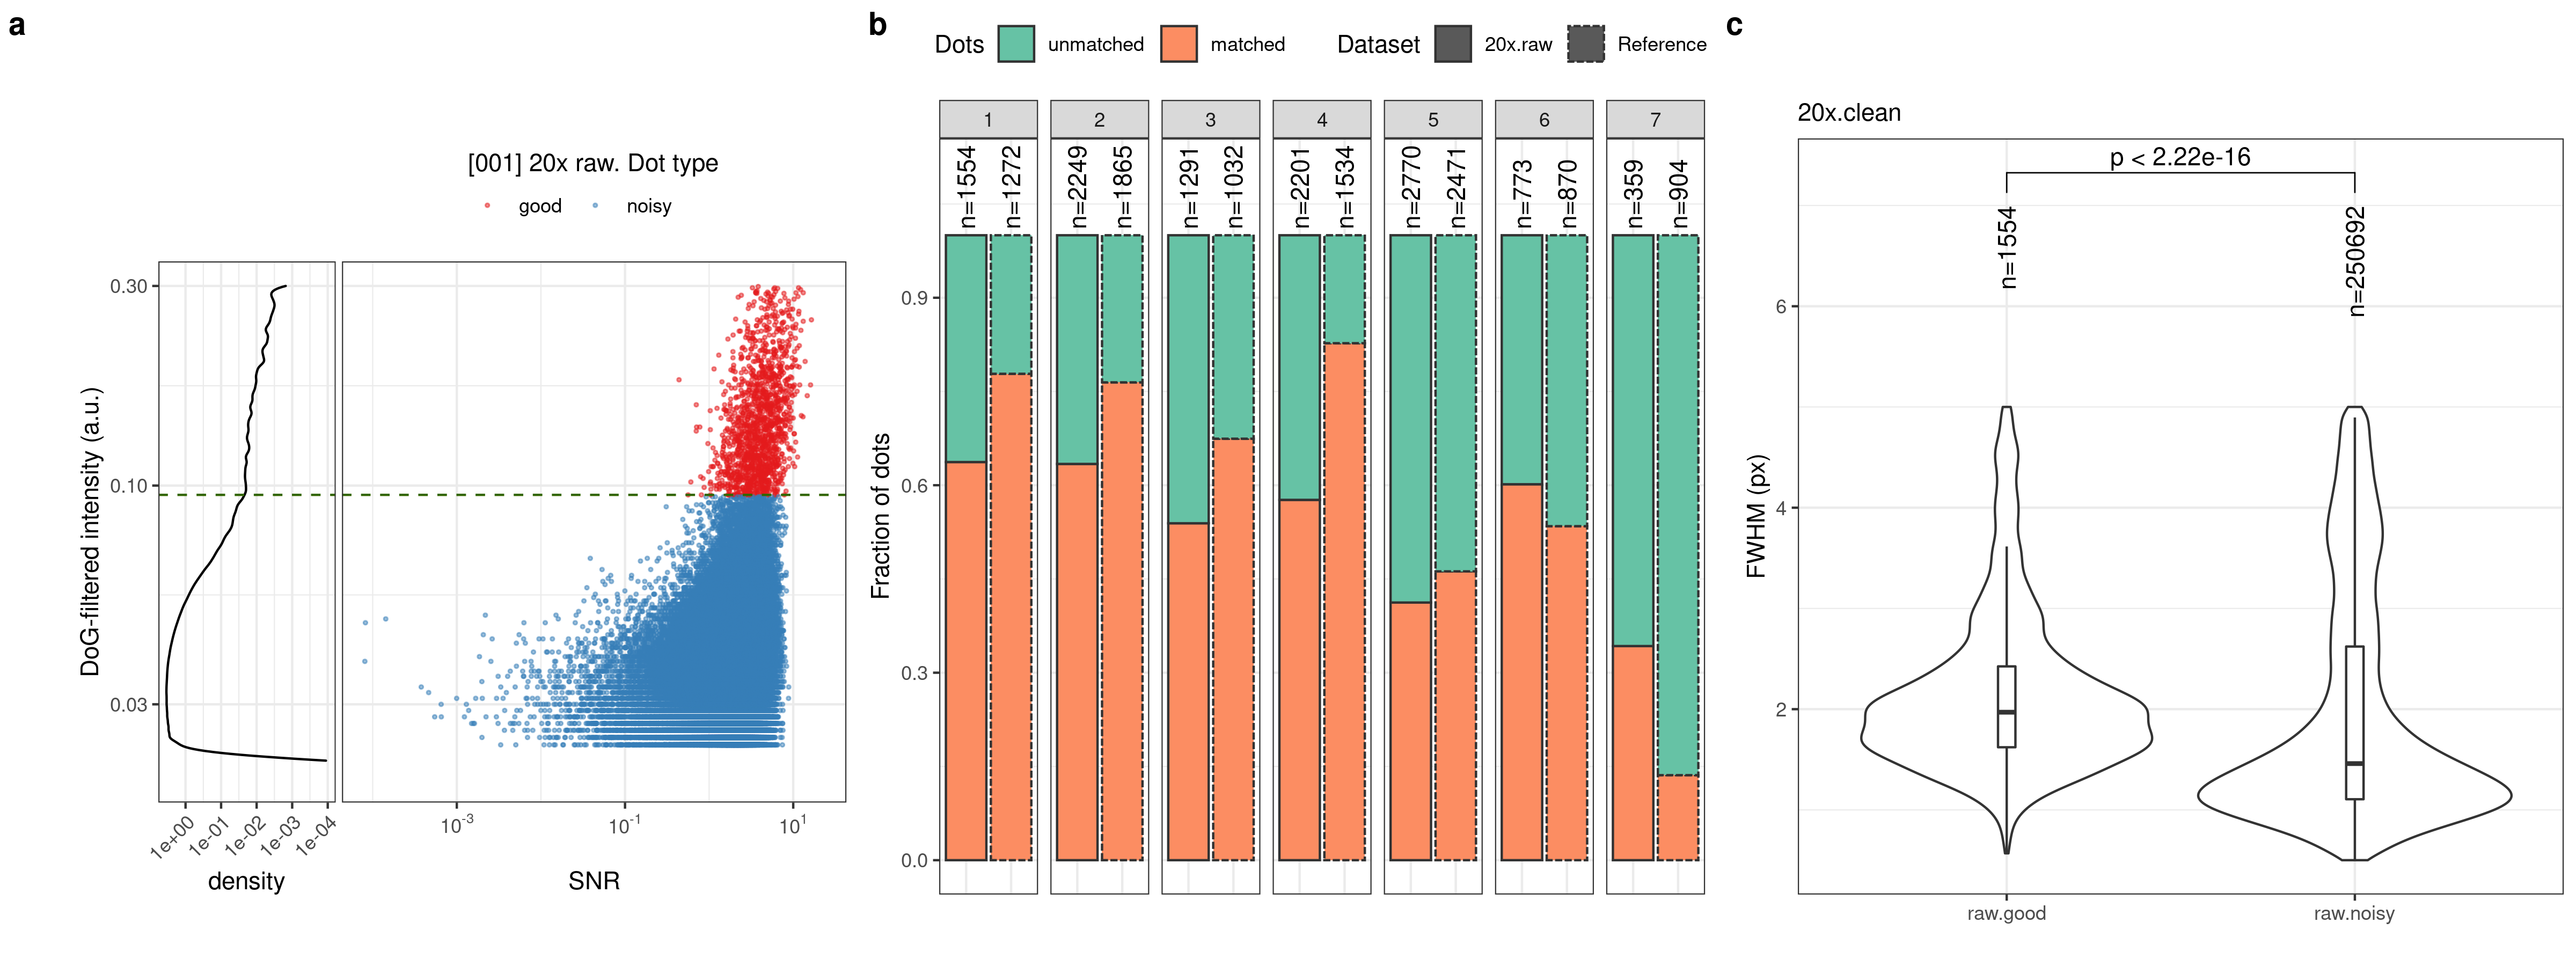 a
[001] 20x raw. Dot type
good noisy
DoG-filtered intensity (a.u.)
0.30
0.10
0.03
1e+00 1e-01 1e-02 1e-03 1e-04
density
10-3 10-1 101
SNR
b
Dots unmatched matched Dataset 20x.raw Reference
1 2 3 4 5 6 7
n=1554 n=1272 n=2249 n=1865 n=1291 n=1032 n=2201 n=1534 n=2770 n=2471 n=773 n=870 n=359 n=904
Fraction of dots
0.9
0.6
0.3
0.0
c
20x.clean
p < 2.22e-16
n=1554 n=250692
FWHM (px)
6
4
2
raw.good raw.noisy